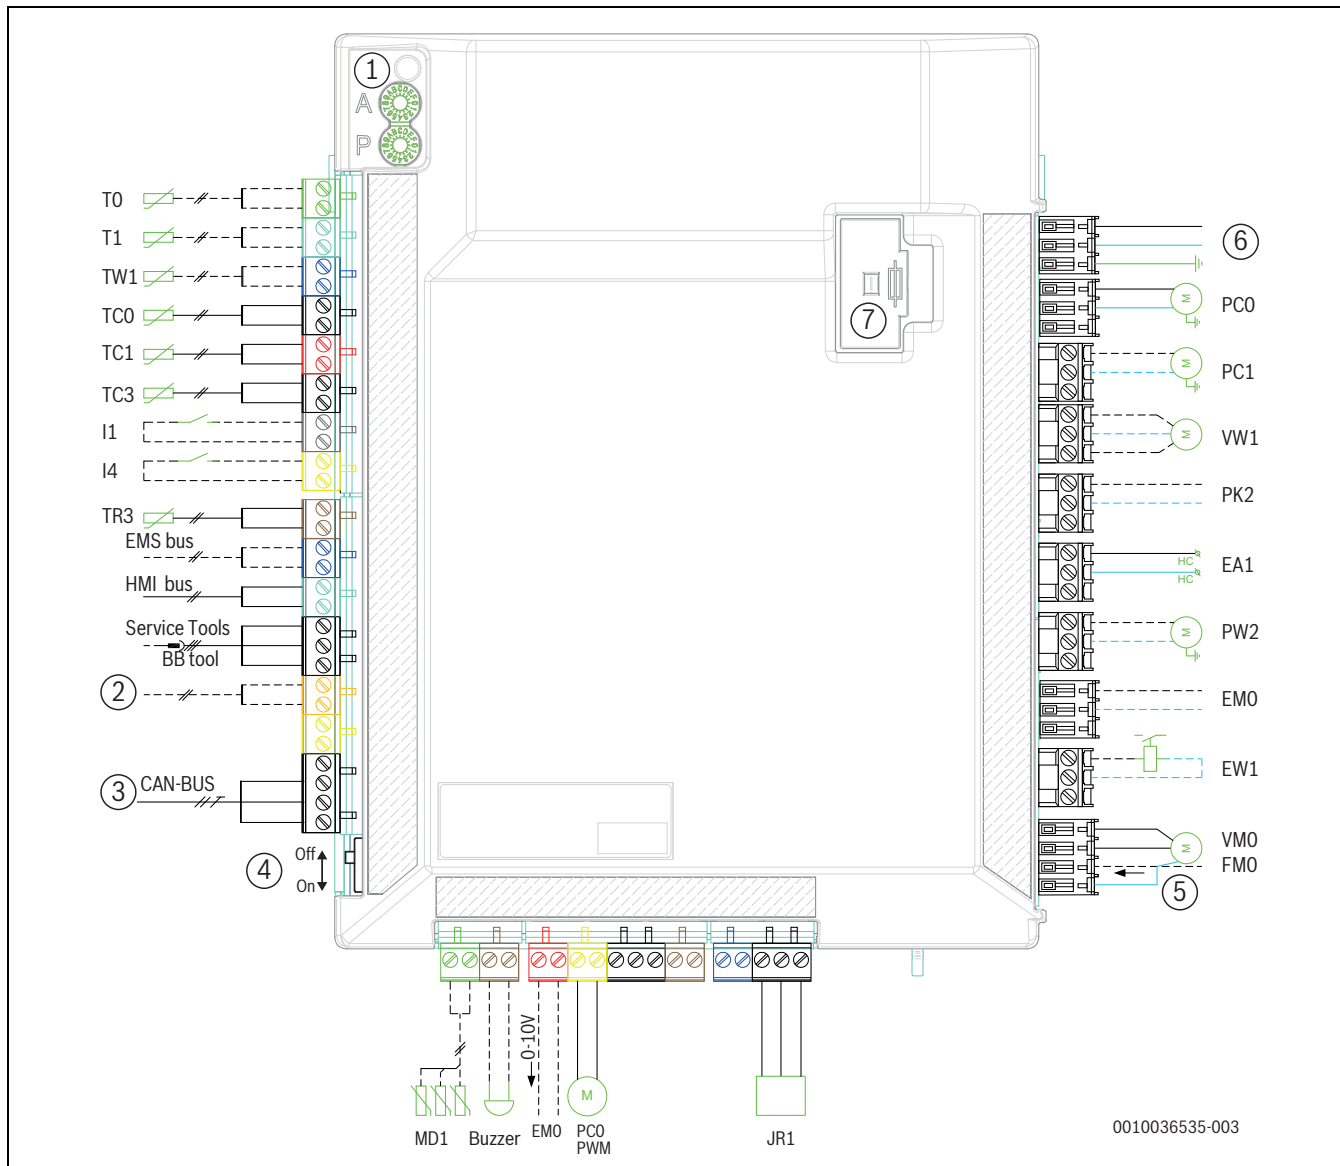 1
A
P
T0
T1
TW1
TC0
TC1
TC3
I1
I4
TR3
EMS bus
HMI bus
Service Tools
BB tool
2
3 CAN-BUS
4 Off
On
7
6
M PC0
M PC1
M VW1
PK2
HC
HC
EA1
M PW2
EM0
EW1
M VM0
FM0
5
0-10V
M
MD1 Buzzer EM0 PC0
PWM
JR1
0010036535-003